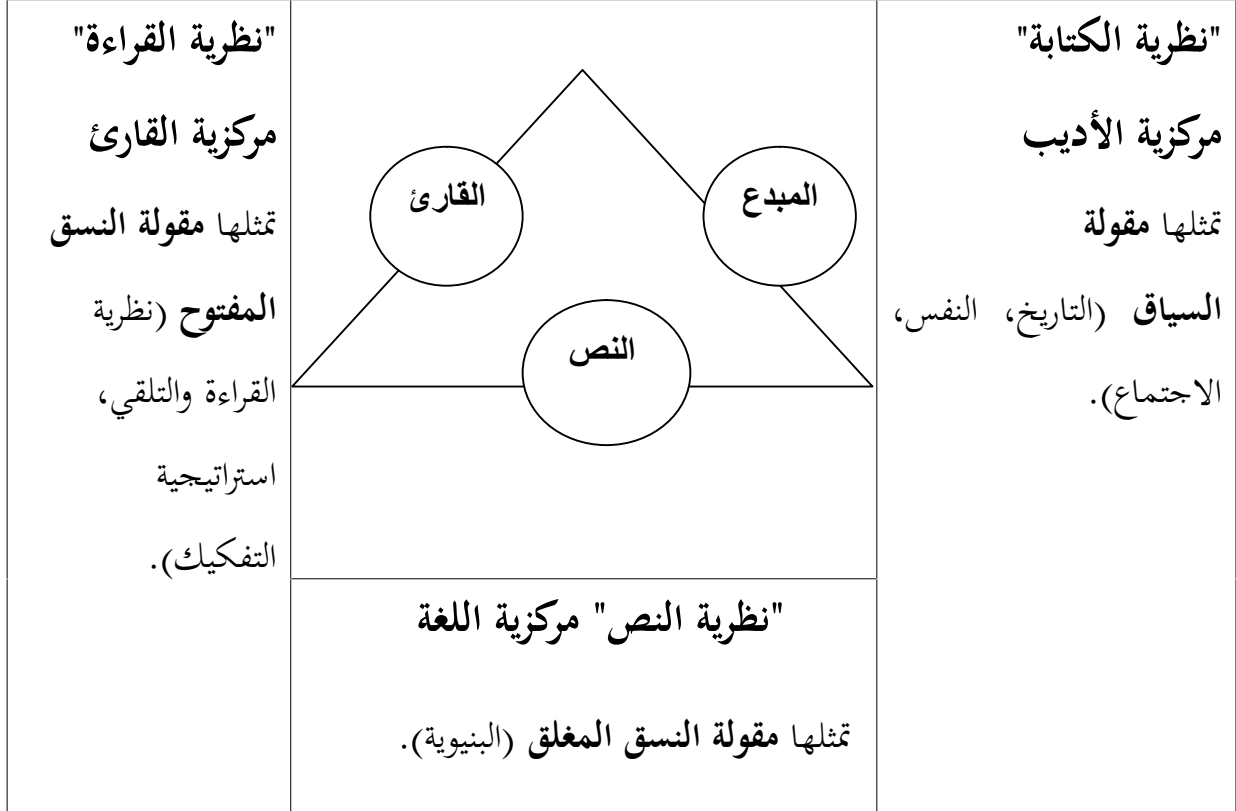 "نظرية الكتابة"
مركزية الأديب
تمثلها مقولة
السياق (التاريخ، النفس،
الاجتماع).
المبدع
القارئ
النص
"نظرية القراءة"
مركزية القارئ
تمثلها مقولة النسق
المفتوح (نظرية
القراءة والتلقي،
استراتيجية
التفكيك).
"نظرية النص" مركزية اللغة
تمثلها مقولة النسق المغلق (البنيوية).